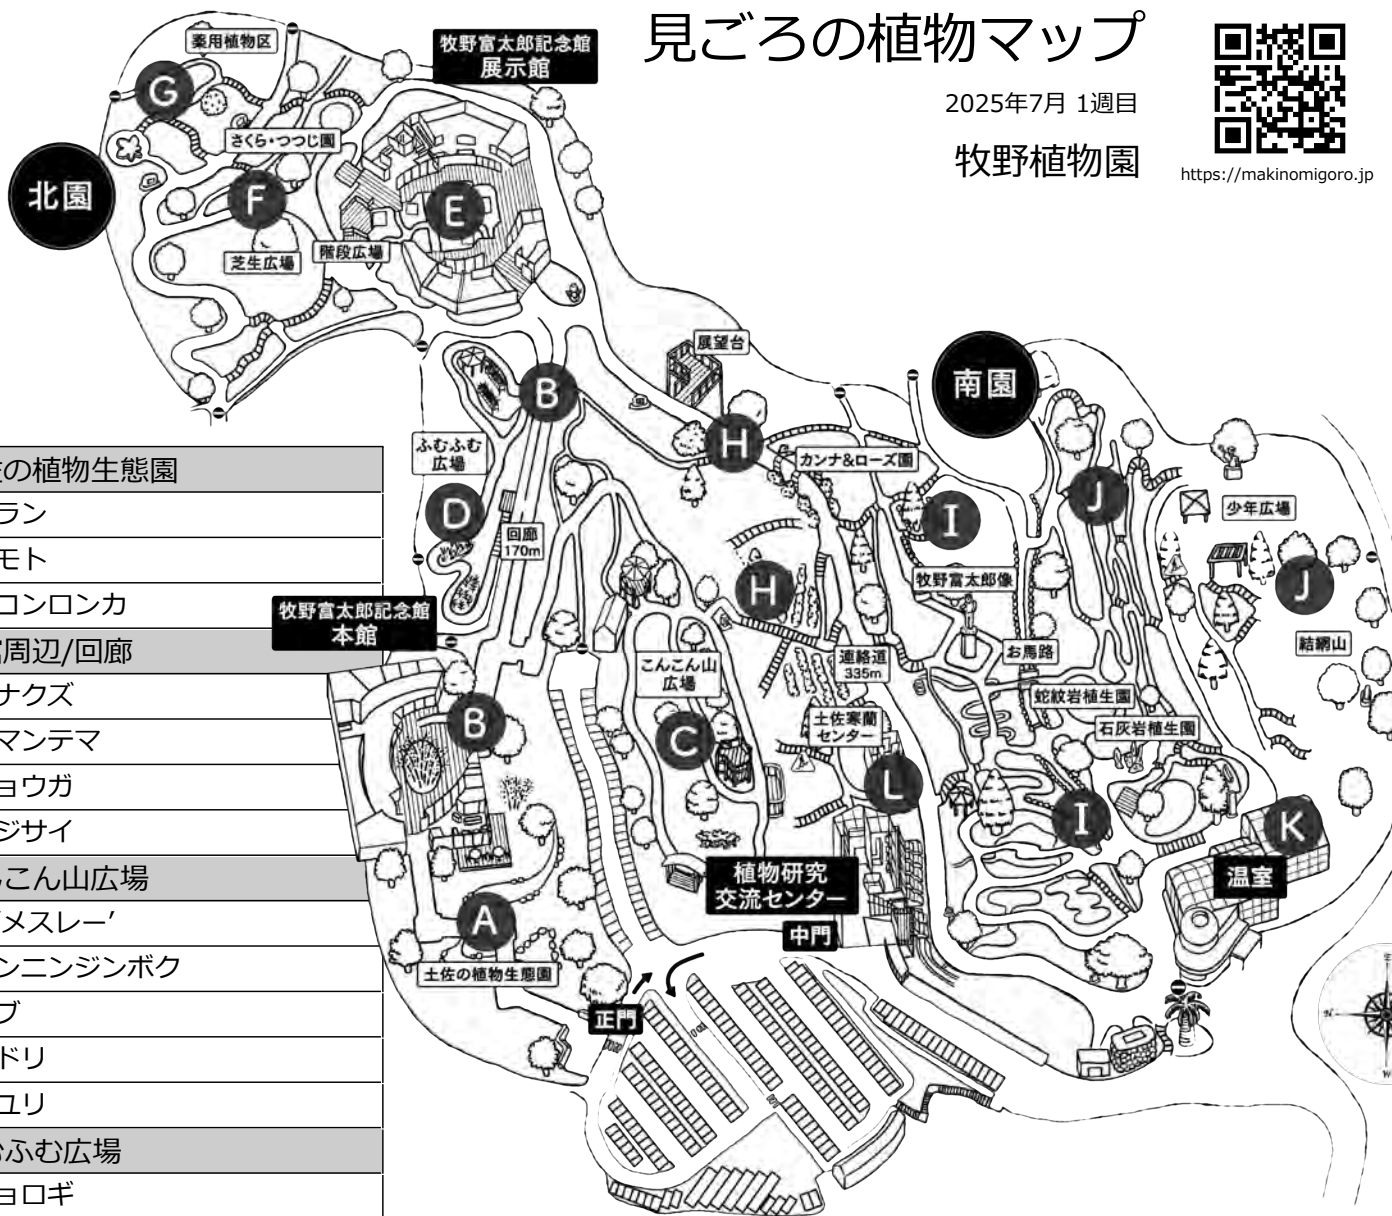 見ごろの植物マップ
2025年7月 1週目
牧野植物園
https://makinomigoro.jp
薬用植物区
牧野富太郎記念館
展示館
G
さくら・つつじ園
北園
F
E
芝生広場
階段広場
展望台
南園
B
H
ふむふむ
広場
カンナ&ローズ園
J
D
I
少年広場
回廊
170m
牧野富太郎像
H
J
牧野富太郎記念館
本館
お馬路
結網山
連絡道
335m
こんこん山
広場
蛇紋岩植生園
土佐寒蘭
センター
石灰岩植生園
B
C
L
I
K
植物研究
交流センター
温室
A
中門
土佐の植物生態園
正門
の植物生態園
ラン
モト
コンロンカ
周辺/回廊
ナクズ
マンテマ
ョウガ
ジサイ
こん山広場
メスレー’
ンニンジンボク
ブ
ドリ
ユリ
ふむ広場
ョロギ